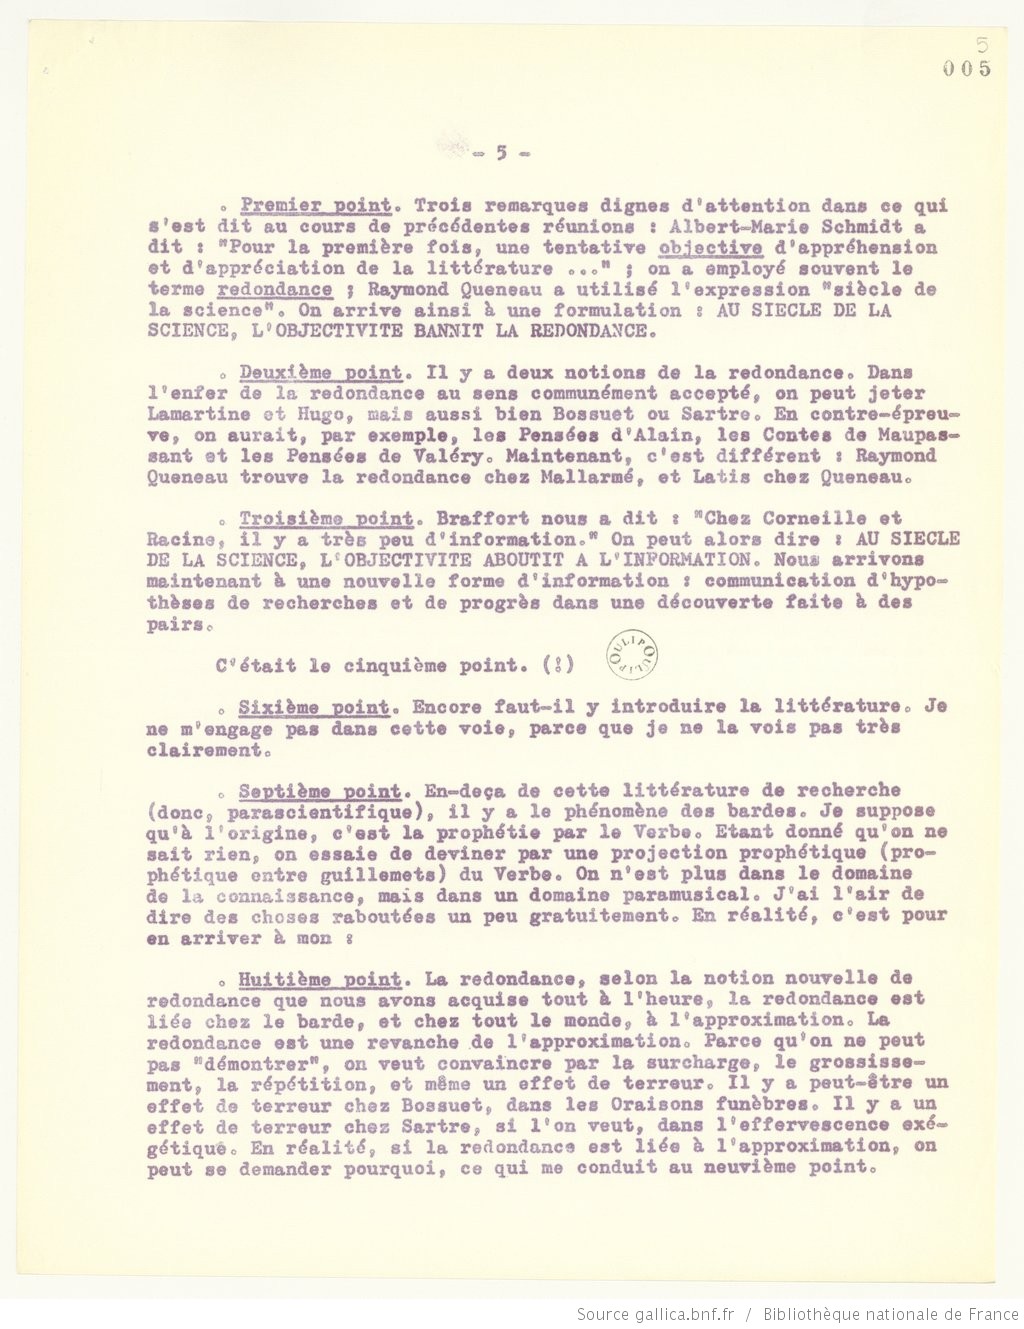 5
005
- 5 -
. Premier point. Trois remarques dignes d'attention dans ce qui
s'est dit au cours de précédentes réunions : Albert-Marie Schmidt a
dit : "Pour la première fois, une tentative objective d'appréhension
et d'appréciation de la littérature ..." ; on a employé souvent le
terme redondance ; Raymond Queneau a utilisé l'expression "siècle de
la science". On arrive ainsi à une formulation : AU SIECLE DE LA
SCIENCE, L'OBJECTIVITE BANNIT LA REDONDANCE.
. Deuxième point. Il y a deux notions de la redondance. Dans
l'enfer de la redondance au sens communément accepté, on peut jeter
Lamartine et Hugo, mais aussi bien Bossuet ou Sartre. En contre-épreu-
ve, on aurait, par exemple, les Pensées d'Alain, les Contes de Maupas-
sant et les Pensées de Valéry. Maintenant, c'est différent : Raymond
Queneau trouve la redondance chez Mallarmé, et Latis chez Queneau.
. Troisième point. Braffort nous a dit : "Chez Corneille et
Racine, il y a très peu d'information." On peut alors dire : AU SIECLE
DE LA SCIENCE, L'OBJECTIVITE ABOUTIT A L'INFORMATION. Nous arrivons
maintenant à une nouvelle forme d'information : communication d'hypo-
thèses de recherches et de progrès dans une découverte faite à des
pairs.
C'était le cinquième point. (!)
OULIPO OULIPO
. Sixième point. Encore faut-il y introduire la littérature. Je
ne m'engage pas dans cette voie, parce que je ne la vois pas très
clairement.
. Septième point. En-deça de cette littérature de recherche
(donc, parascientifique), il y a le phénomène des bardes. Je suppose
qu'à l'origine, c'est la prophétie par le Verbe. Etant donné qu'on ne
sait rien, on essaie de deviner par une projection prophétique (pro-
phétique entre guillemets) du Verbe. On n'est plus dans le domaine
de la connaissance, mais dans un domaine paramusical. J'ai l'air de
dire des choses raboutées un peu gratuitement. En réalité, c'est pour
en arriver à mon :
. Huitième point. La redondance, selon la notion nouvelle de
redondance que nous avons acquise tout à l'heure, la redondance est
liée chez le barde, et chez tout le monde, à l'approximation. La
redondance est une revanche de l'approximation. Parce qu'on ne peut
pas "démontrer", on veut convaincre par la surcharge, le grossisse-
ment, la répétition, et même un effet de terreur. Il y a peut-être un
effet de terreur chez Bossuet, dans les Oraisons funèbres. Il y a un
effet de terreur chez Sartre, si l'on veut, dans l'effervescence exé-
gétique. En réalité, si la redondance est liée à l'approximation, on
peut se demander pourquoi, ce qui me conduit au neuvième point.
Source gallica.bnf.fr / Bibliothèque nationale de France